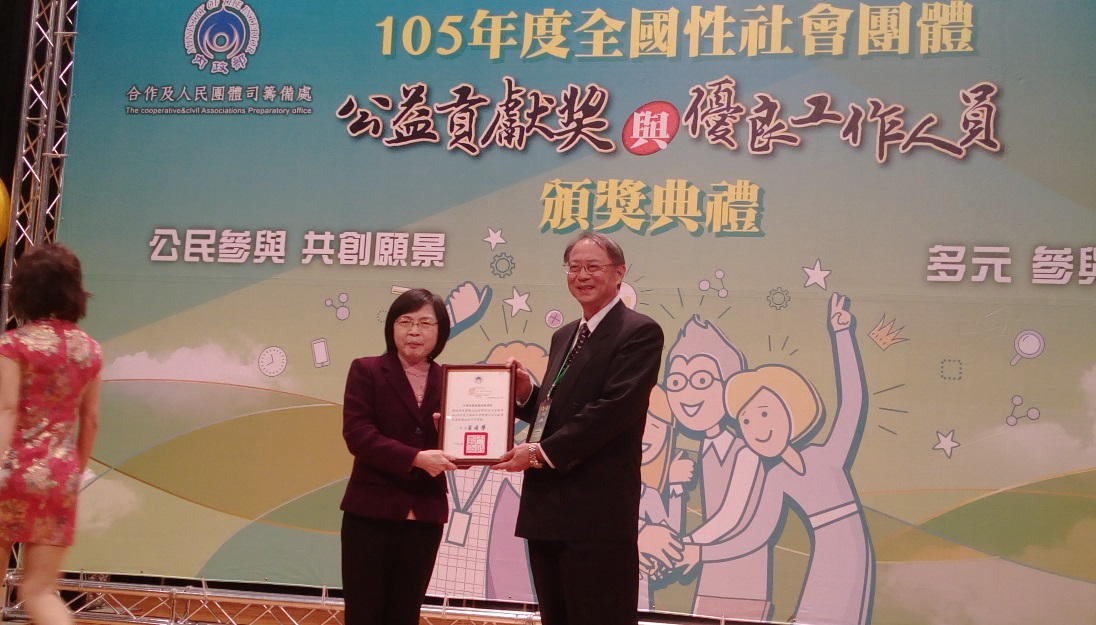 MINISTRY OF THE INTERIOR
內政部
合作及人民團體司籌備處
The cooperative&civil Associations Preparatory office
105年度全國性社會團體
公益貢獻奖與優良工作人員
頒獎典禮
公民參與 共創願景
多元 參與